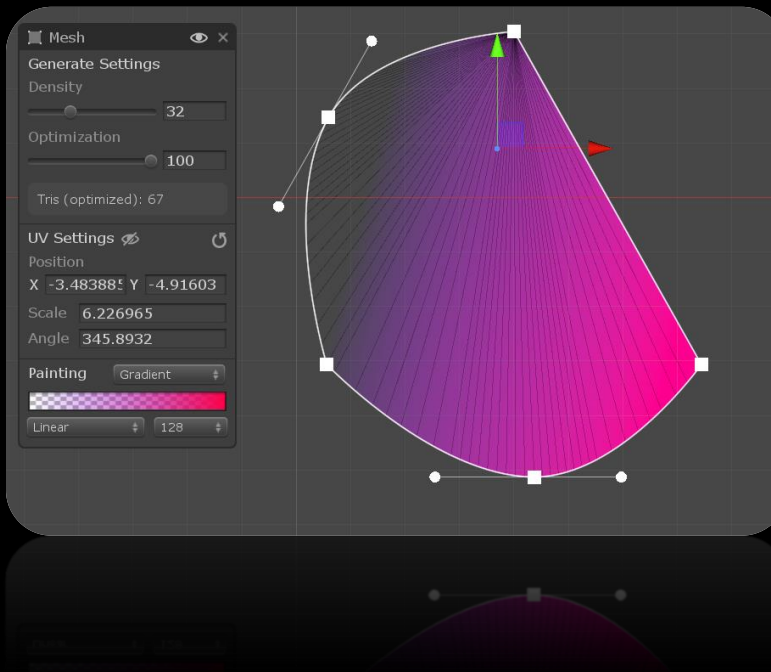 Mesh
Generate Settings
Density
32
Optimization
100
Tris (optimized): 67
UV Settings
Position
X -3.483885 Y -4.91603
Scale 6.226965
Angle 345.8932
Painting Gradient
Linear 128